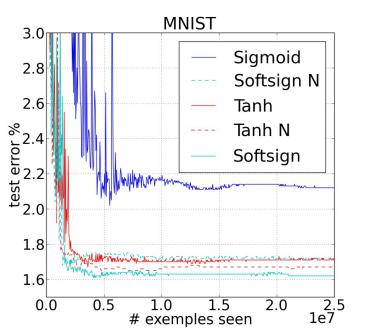 MNIST
3.0
2.8
2.6
2.4
2.2
2.0
1.8
1.6
test error %
Sigmoid
Softsign N
Tanh
Tanh N
Softsign
0.0 0.5 1.0 1.5 2.0 2.5
# exemples seen 1e7